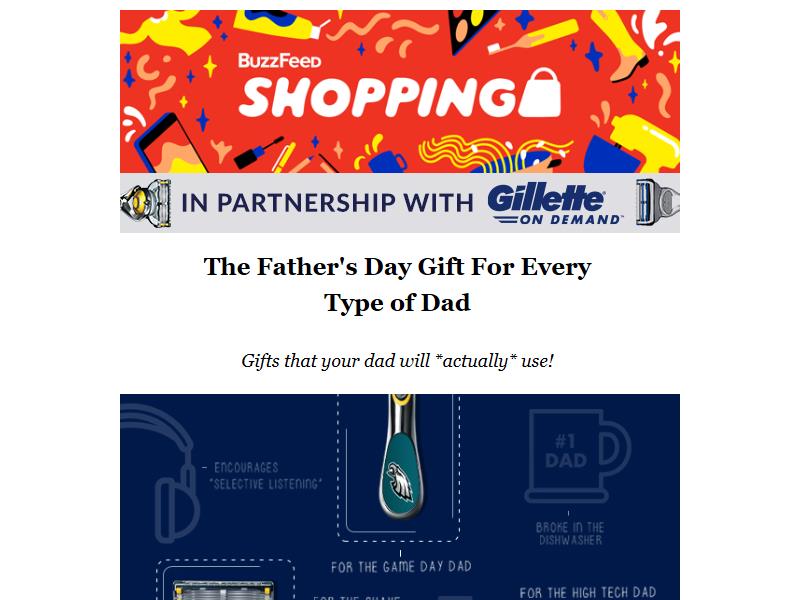 BuzzFeed
SHOPPING
IN PARTNERSHIP WITH Gillette
ON DEMAND™
The Father's Day Gift For Every
Type of Dad
Gifts that your dad will *actually* use!
#1
DAD
ENCOURAGES
"SELECTIVE LISTENING"
BROKE IN THE
DISHWASHER
FOR THE GAME DAY DAD
FOR THE HIGH TECH DAD
FOR THE SHAVE